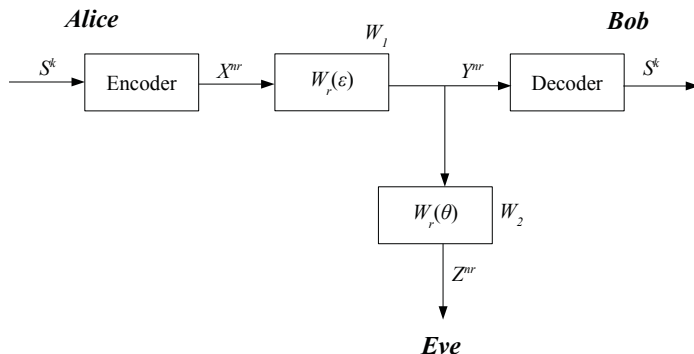 Alice
Bob
W_1
S^k
Encoder
X^{nr}
W_r(ε)
Y^{nr}
Decoder
S^k
W_r(θ)
W_2
Z^{nr}
Eve